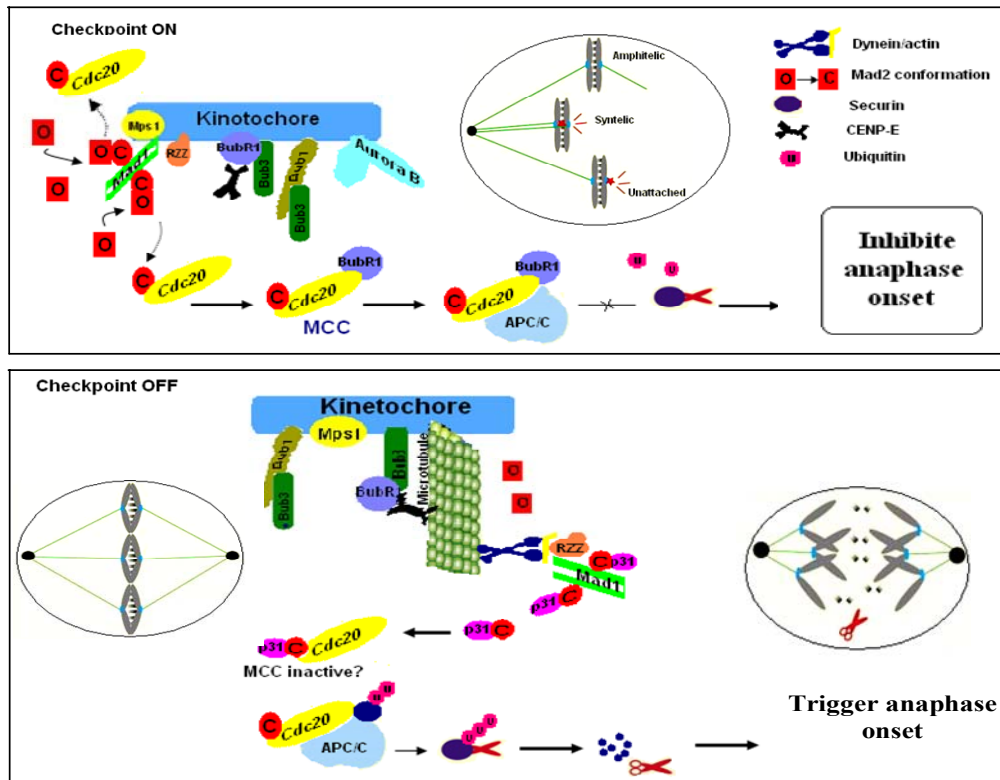 Checkpoint ON
C
Cdc20
O
O C
Mps1
Kinotochore
RZZ
Mad1
BubR1
Bub3
Bub1
Bub3
Aurora B
O
C
O
O
Amphitelic
Syntelic
Unattached
Dynein/actin
O → C Mad2 conformation
Securin
CENP-E
U Ubiquitin
C Cdc20
C Cdc20 BubR1
MCC
C Cdc20 BubR1
APC/C
U
U
Inhibite
anaphase
onset
Checkpoint OFF
Kinetochore
Mps1
Bub1
Bub3
BubR
Microtubule
O
O
RZZ
C p31
Mad1
p31 C
p31 C
p31 C Cdc20
MCC inactive?
C Cdc20
U U
APC/C
U U U
Trigger anaphase
onset